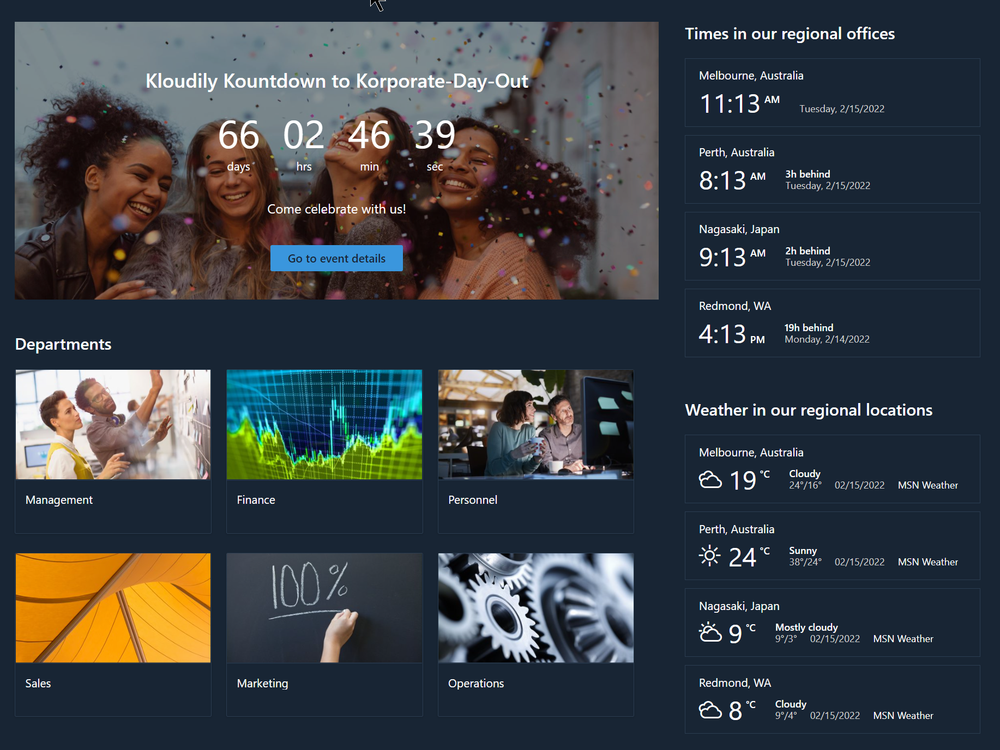 Kloudily Kountdown to Korporate-Day-Out
66 02 46 39
days hrs min sec
Come celebrate with us!
Go to event details
Departments
Management
Finance
Personnel
100%
Sales
Marketing
Operations
Times in our regional offices
Melbourne, Australia
11:13 AM Tuesday, 2/15/2022
Perth, Australia
8:13 AM 3h behind
Tuesday, 2/15/2022
Nagasaki, Japan
9:13 AM 2h behind
Tuesday, 2/15/2022
Redmond, WA
4:13 PM 19h behind
Monday, 2/14/2022
Weather in our regional locations
Melbourne, Australia
19 °C Cloudy
24°/16° 02/15/2022 MSN Weather
Perth, Australia
24 °C Sunny
38°/24° 02/15/2022 MSN Weather
Nagasaki, Japan
9 °C Mostly cloudy
9°/3° 02/15/2022 MSN Weather
Redmond, WA
8 °C Cloudy
9°/4° 02/15/2022 MSN Weather